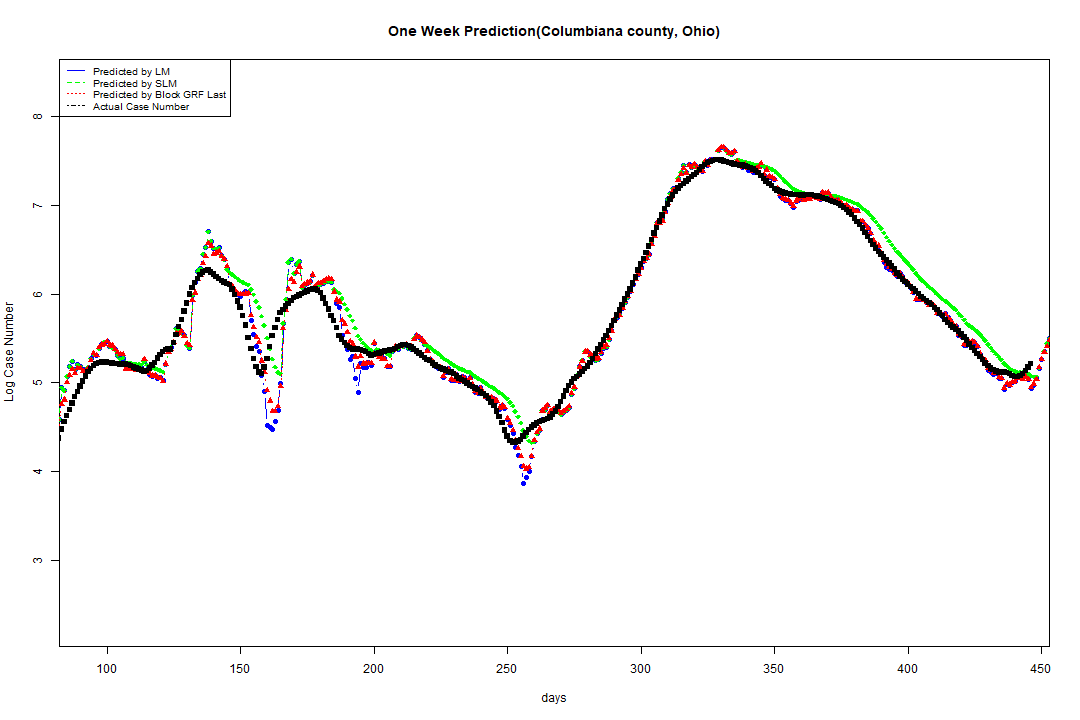 One Week Prediction(Columbiana county, Ohio)
Predicted by LM
Predicted by SLM
Predicted by Block GRF Last
Actual Case Number
8
7
6
5
4
3
Log Case Number
100 150 200 250 300 350 400 450
days